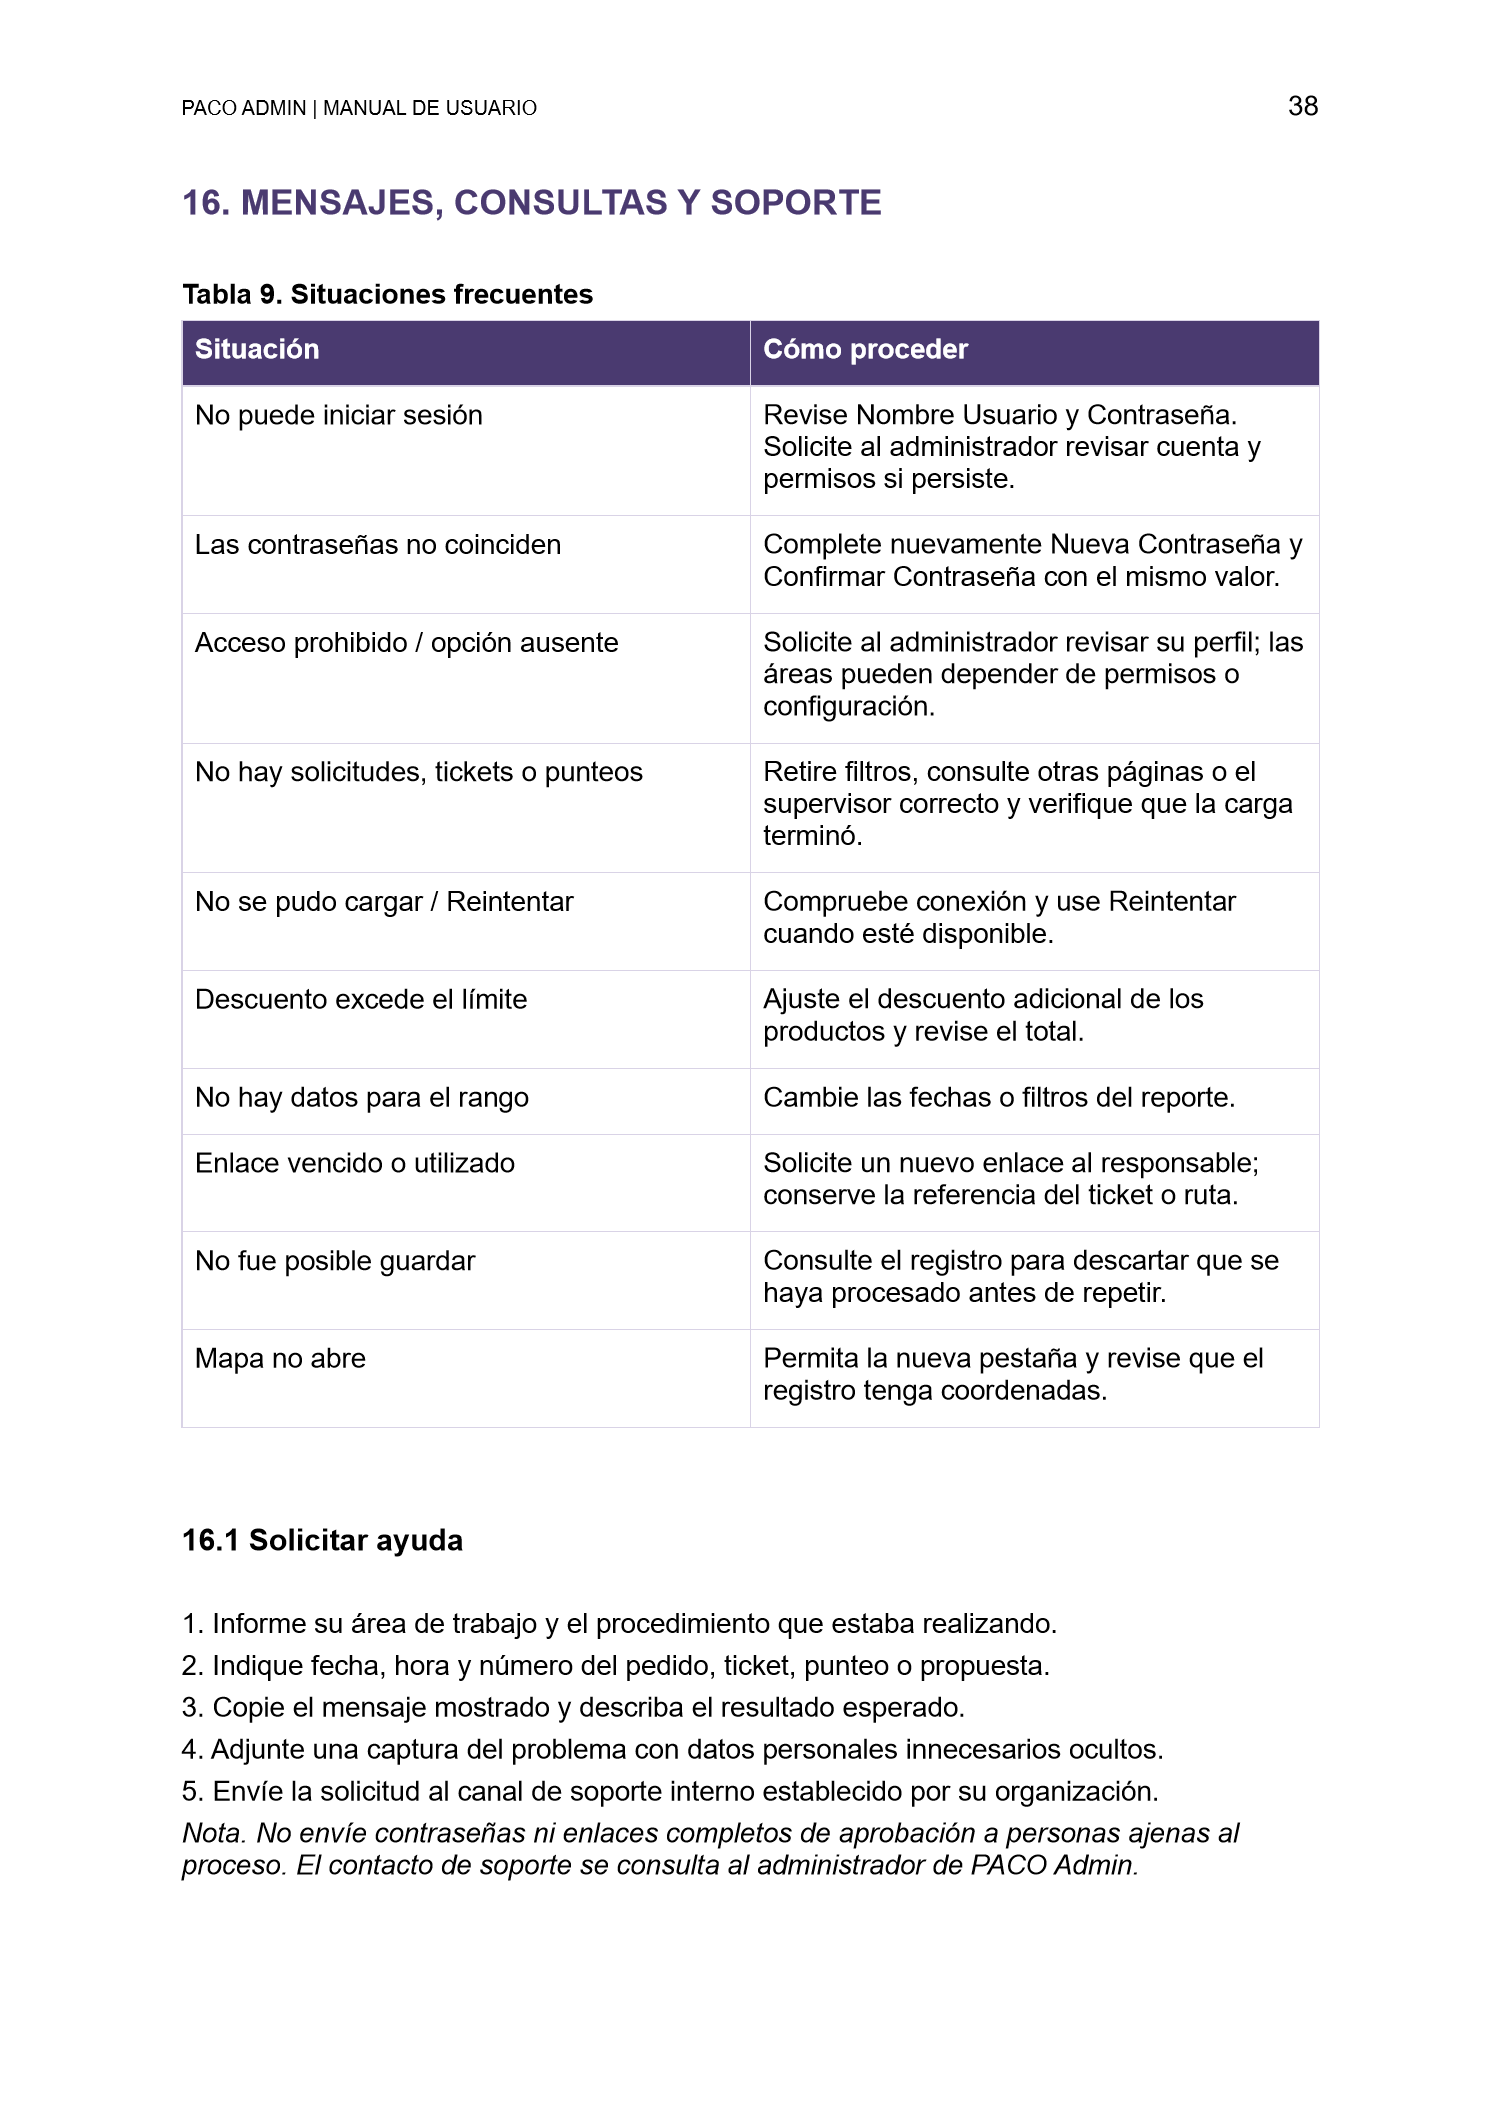 PACO ADMIN | MANUAL DE USUARIO
38
16. MENSAJES, CONSULTAS Y SOPORTE
Tabla 9. Situaciones frecuentes
Situación
Cómo proceder
No puede iniciar sesión
Revise Nombre Usuario y Contraseña.
Solicite al administrador revisar cuenta y
permisos si persiste.
Las contraseñas no coinciden
Complete nuevamente Nueva Contraseña y
Confirmar Contraseña con el mismo valor.
Acceso prohibido / opción ausente
Solicite al administrador revisar su perfil; las
áreas pueden depender de permisos o
configuración.
No hay solicitudes, tickets o punteos
Retire filtros, consulte otras páginas o el
supervisor correcto y verifique que la carga
terminó.
No se pudo cargar / Reintentar
Compruebe conexión y use Reintentar
cuando esté disponible.
Descuento excede el límite
Ajuste el descuento adicional de los
productos y revise el total.
No hay datos para el rango
Cambie las fechas o filtros del reporte.
Enlace vencido o utilizado
Solicite un nuevo enlace al responsable;
conserve la referencia del ticket o ruta.
No fue posible guardar
Consulte el registro para descartar que se
haya procesado antes de repetir.
Mapa no abre
Permita la nueva pestaña y revise que el
registro tenga coordenadas.
16.1 Solicitar ayuda
1. Informe su área de trabajo y el procedimiento que estaba realizando.
2. Indique fecha, hora y número del pedido, ticket, punteo o propuesta.
3. Copie el mensaje mostrado y describa el resultado esperado.
4. Adjunte una captura del problema con datos personales innecesarios ocultos.
5. Envíe la solicitud al canal de soporte interno establecido por su organización.
Nota. No envíe contraseñas ni enlaces completos de aprobación a personas ajenas al
proceso. El contacto de soporte se consulta al administrador de PACO Admin.